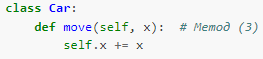 class Car:
    def move(self, x):  # Метод (3)
        self.x += x